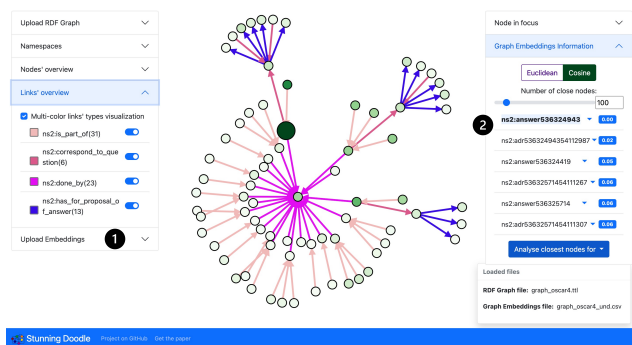 Upload RDF Graph
Namespaces
Nodes' overview
Links' overview
Multi-color links' types visualization
ns2:is_part_of(31)
ns2:correspond_to_que
stion(6)
ns2:done_by(23)
ns2:has_for_proposal_o
f_answer(13)
Upload Embeddings
1
Node in focus
Graph Embeddings Information
Euclidean Cosine
Number of close nodes:
100
2
ns2:answer536324943 0.00
ns2:adr53632494354112987 0.02
ns2:answer536324419 0.05
ns2:adr53632571454111267 0.06
ns2:answer536325714 0.06
ns2:adr53632571454111307 0.06
Analyse closest nodes for
Loaded files
RDF Graph file: graph_oscar4.ttl
Graph Embeddings file: graph_oscar4_und.csv
Stunning Doodle Project on GitHub Get the paper